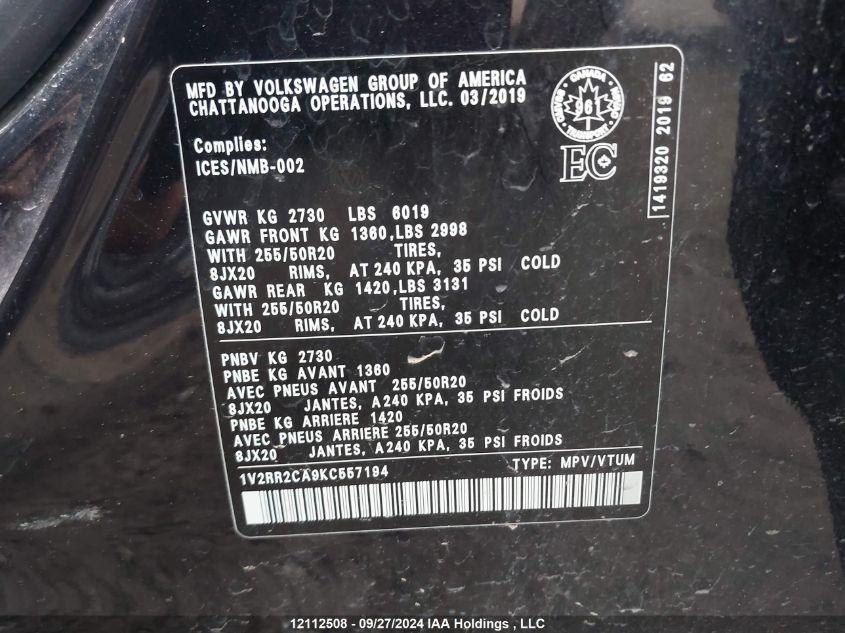 MFD BY VOLKSWAGEN GROUP OF AMERICA
CHATTANOOGA OPERATIONS, LLC. 03/2019
CANADA
961
TRANSPORT
EC
1419320 2019 62
Complies:
ICES/NMB-002
GVWR KG 2730 LBS 6019
GAWR FRONT KG 1360,LBS 2998
WITH 255/50R20 TIRES,
8JX20 RIMS, AT 240 KPA, 35 PSI COLD
GAWR REAR KG 1420,LBS 3131
WITH 255/50R20 TIRES,
8JX20 RIMS, AT 240 KPA, 35 PSI COLD
PNBV KG 2730
PNBE KG AVANT 1360
AVEC PNEUS AVANT 255/50R20
8JX20 JANTES, A 240 KPA, 35 PSI FROIDS
PNBE KG ARRIERE 1420
AVEC PNEUS ARRIERE 255/50R20
8JX20 JANTES, A 240 KPA, 35 PSI FROIDS
1V2RR2CA9KC557194 TYPE: MPV/VTUM
12112508 - 09/27/2024 IAA Holdings , LLC